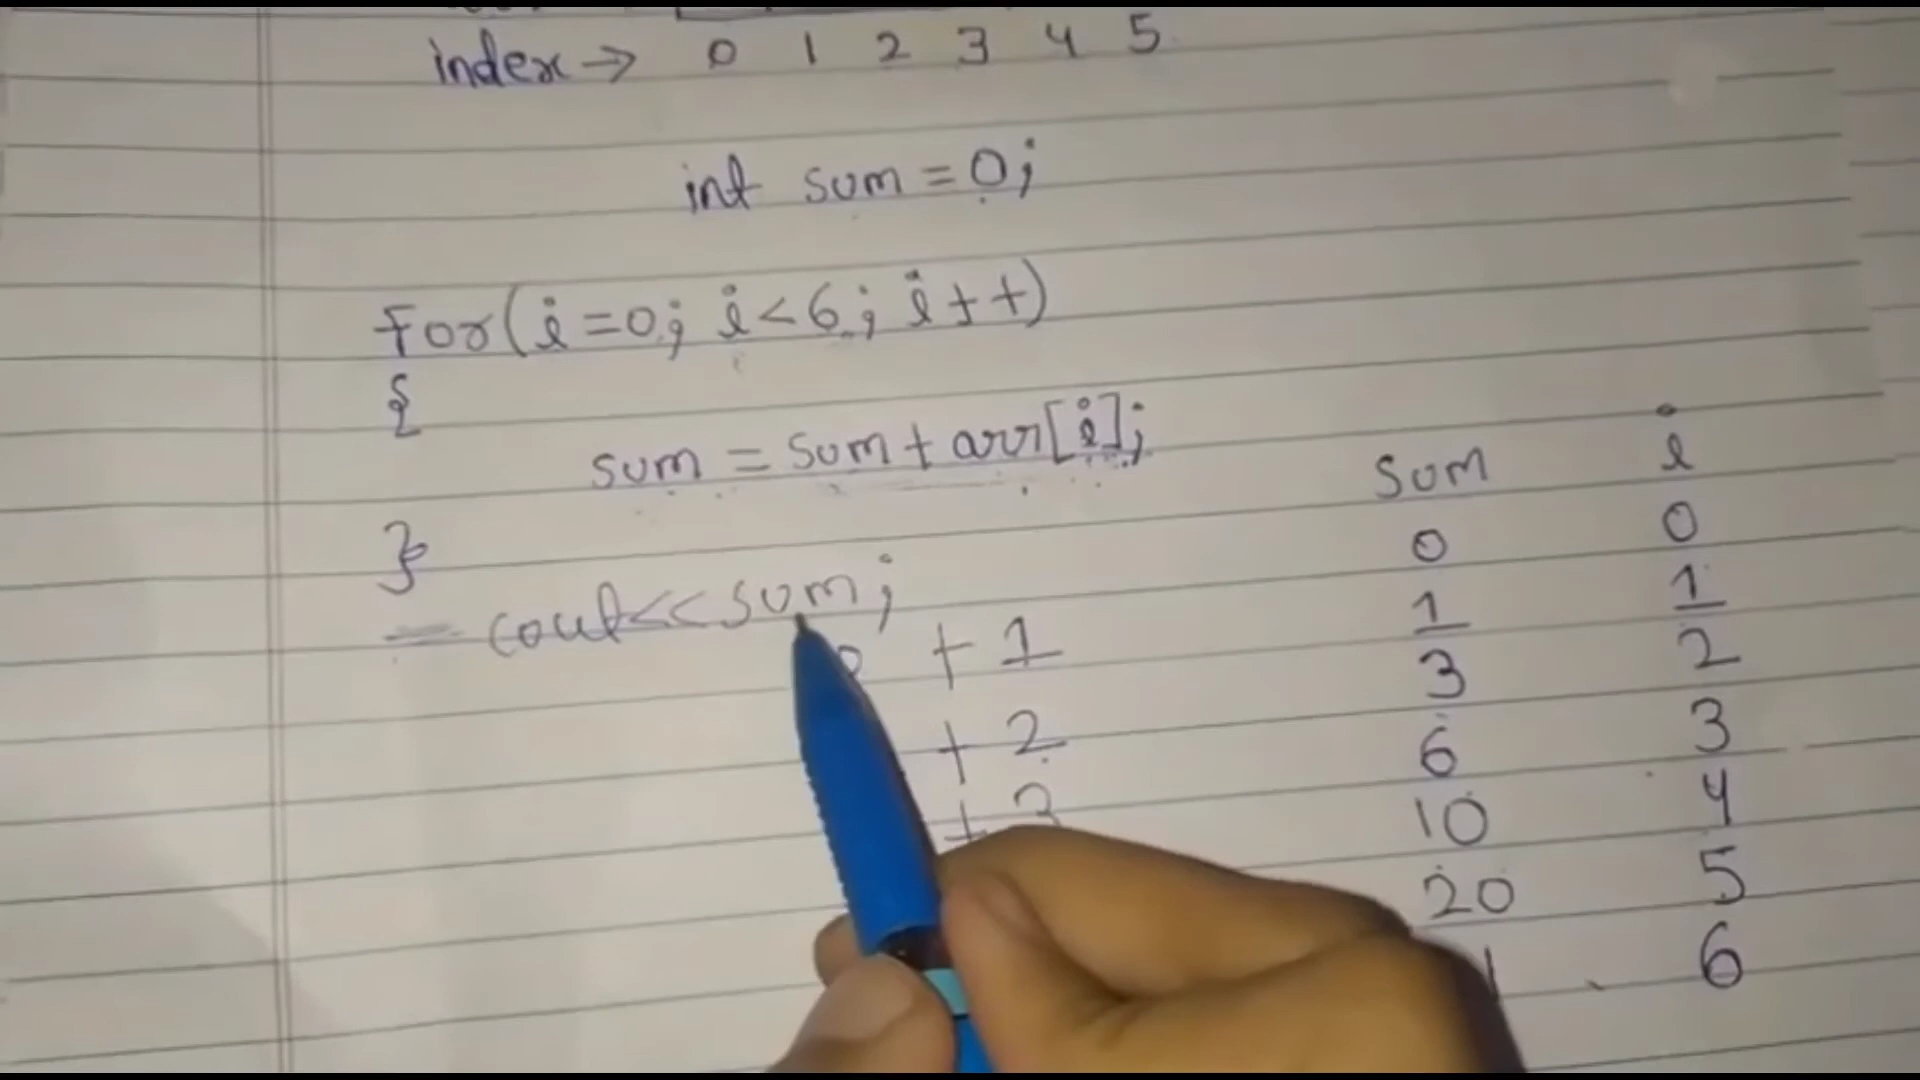 index → 0 1 2 3 4 5
int sum = 0;
For(i=0; i<6; i++)
{
sum = sum + arr[i];
}
cout<<sum;
+ 1
+ 2
+ 3
sum i
0 0
1 1
3 2
6 3
10 4
20 5
6